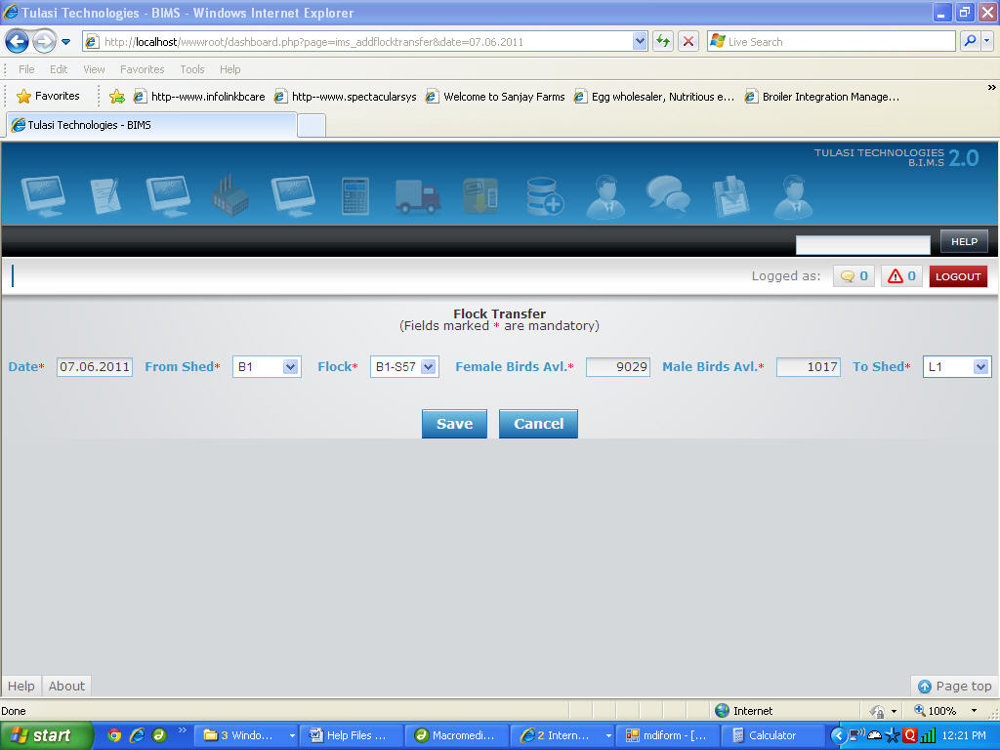 Tulasi Technologies - BIMS - Windows Internet Explorer
http://localhost/wwwroot/dashboard.php?page=ims_addflocktransfer&date=07.06.2011 Live Search
File Edit View Favorites Tools Help
Favorites http--www.infolinkbcare http--www.spectacularsys Welcome to Sanjay Farms Egg wholesaler, Nutritious e... Broiler Integration Manage... »
Tulasi Technologies - BIMS
TULASI TECHNOLOGIES
B.I.M.S 2.0
HELP
Logged as: 0 0 LOGOUT
Flock Transfer
(Fields marked * are mandatory)
Date* 07.06.2011 From Shed* B1 Flock* B1-S57 Female Birds Avl.* 9029 Male Birds Avl.* 1017 To Shed* L1
Save Cancel
Help About Page top
Done Internet 100%
start » 3 Windo... Help Files ... Macromedi... 2 Intern... mdiform - [... Calculator 12:21 PM